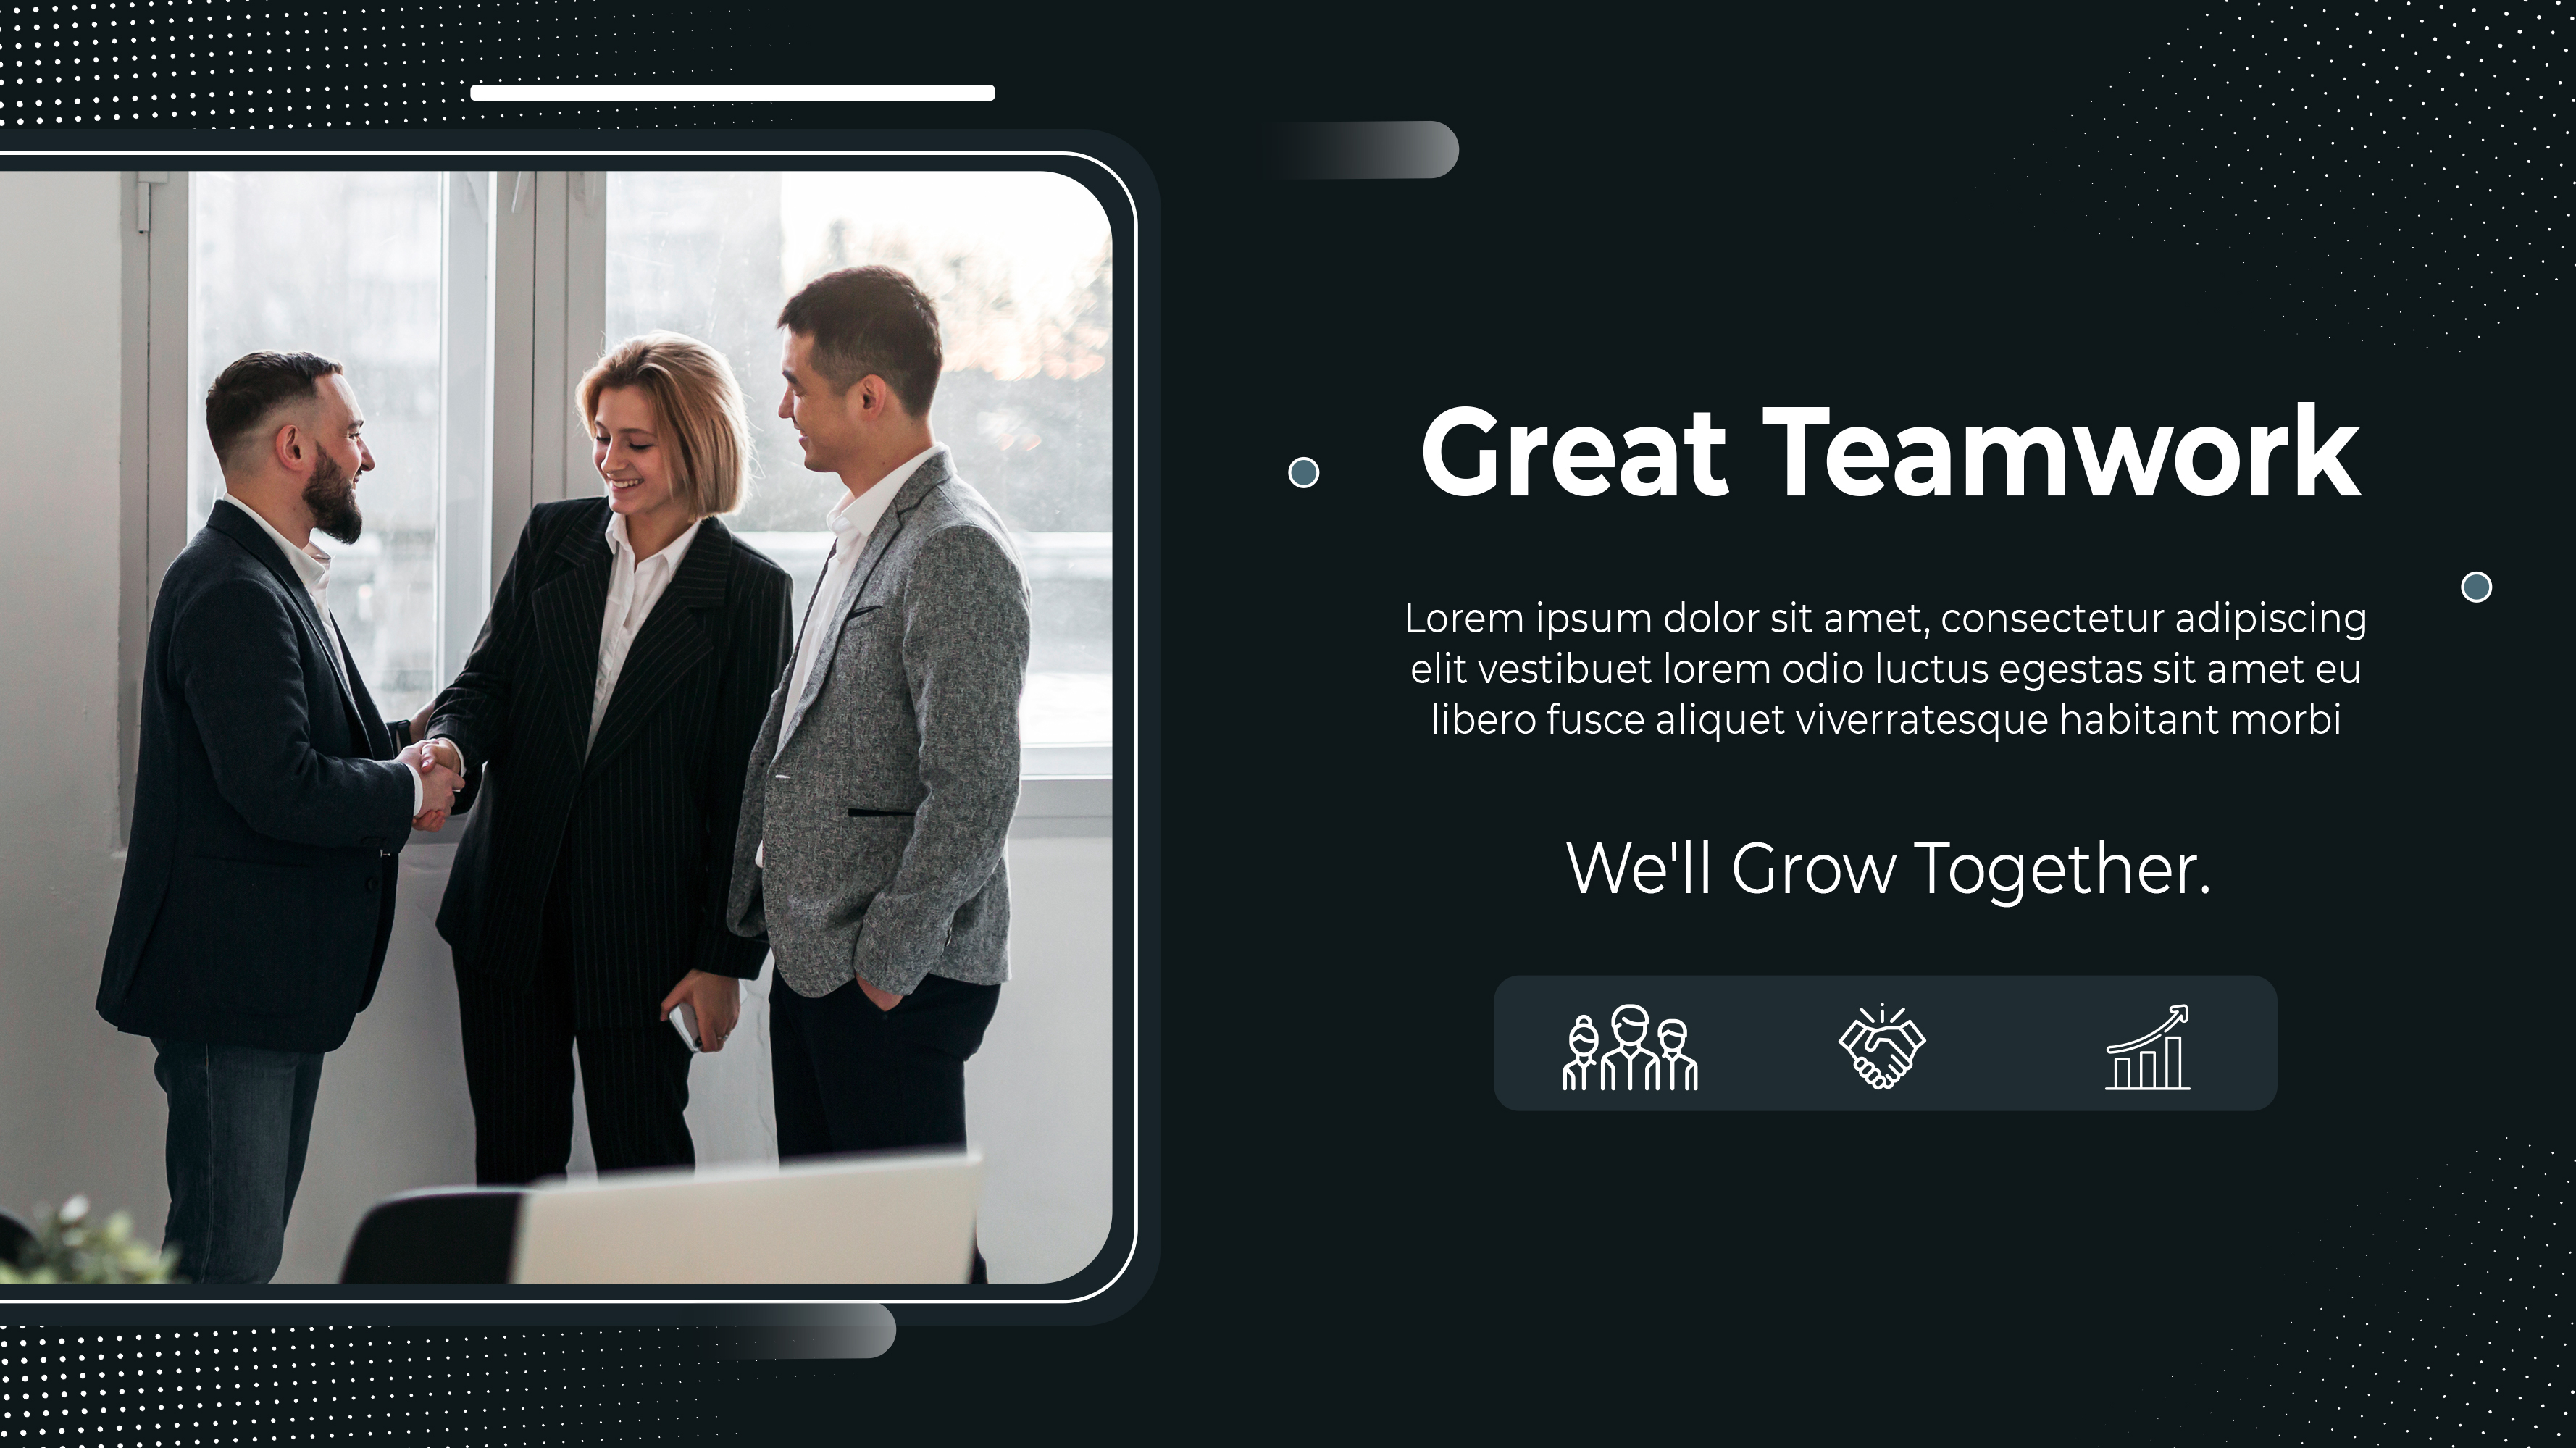 Great Teamwork
Lorem ipsum dolor sit amet, consectetur adipiscing
elit vestibuet lorem odio luctus egestas sit amet eu
libero fusce aliquet viverratesque habitant morbi
We'll Grow Together.